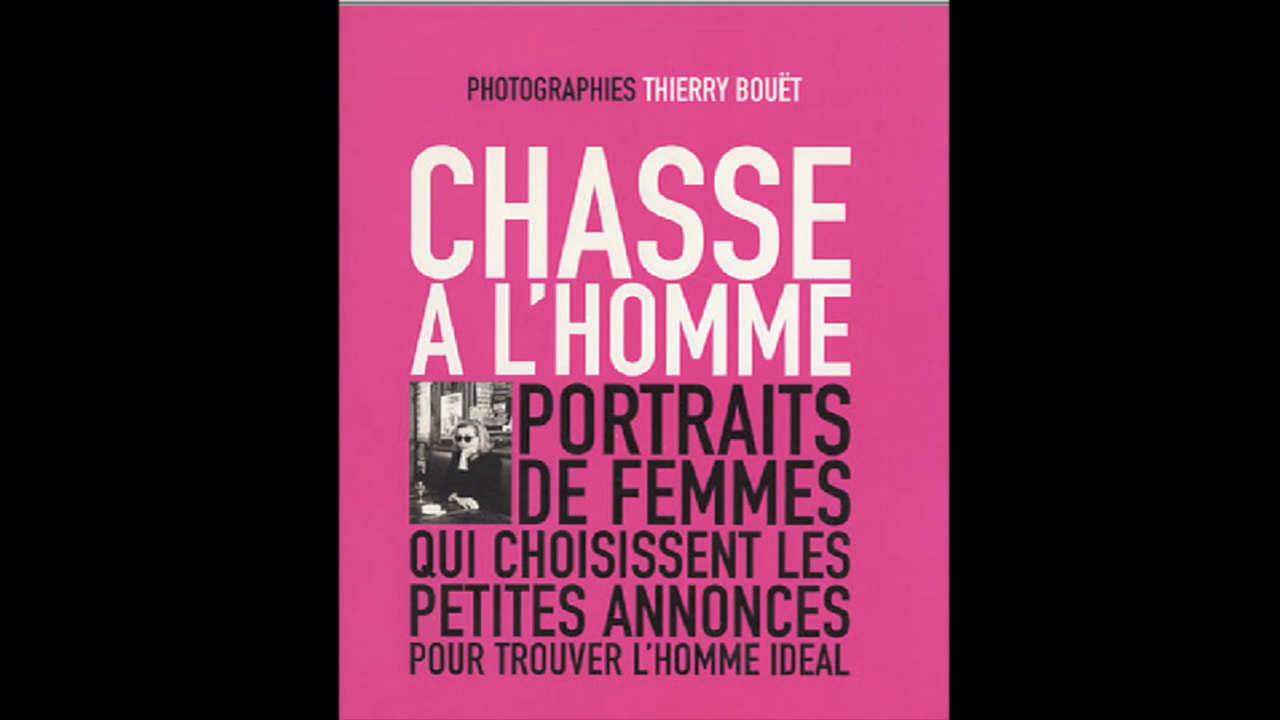 PHOTOGRAPHIES THIERRY BOUËT
CHASSE
A L'HOMME
PORTRAITS
DE FEMMES
QUI CHOISISSENT LES
PETITES ANNONCES
POUR TROUVER L'HOMME IDEAL